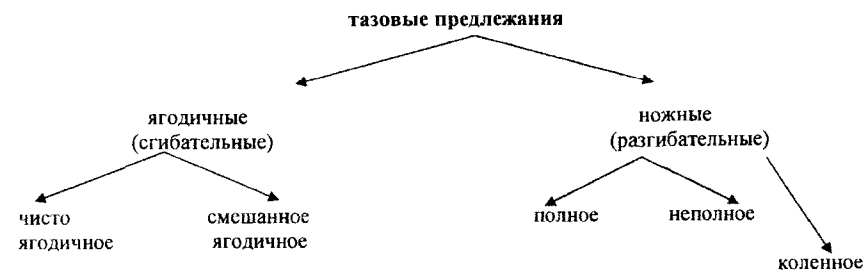 тазовые предлежания
ягодичные
(сгибательные)
ножные
(разгибательные)
чисто
ягодичное
смешанное
ягодичное
полное
неполное
коленное